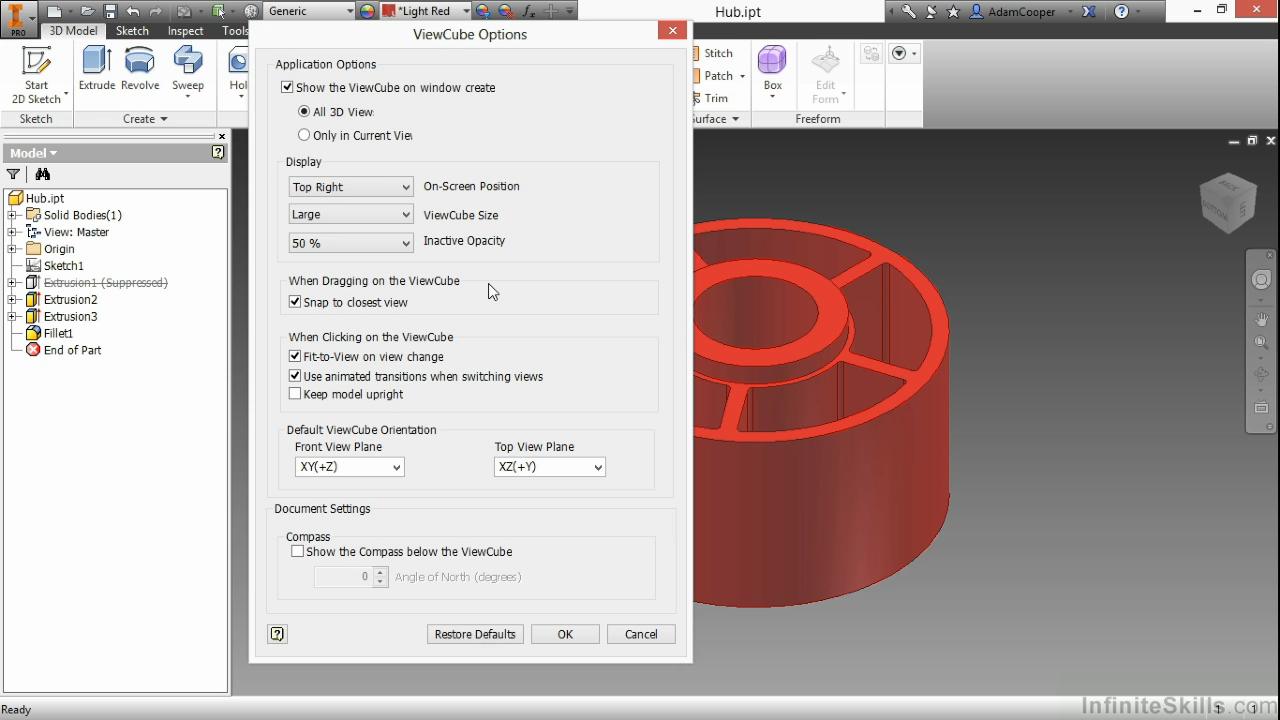 Generic
*Light Red
Hub.ipt
AdamCooper
PRO
3D Model
Sketch
Inspect
Tools
ViewCube Options
Start
2D Sketch
Extrude
Revolve
Sweep
Hol
Sketch
Create
Stitch
Patch
Trim
Surface
Box
Edit
Form
Freeform
Model
Hub.ipt
Solid Bodies(1)
View: Master
Origin
Sketch1
Extrusion1 (Suppressed)
Extrusion2
Extrusion3
Fillet1
End of Part
Application Options
Show the ViewCube on window create
All 3D View
Only in Current Vie
Display
Top Right
On-Screen Position
Large
ViewCube Size
50 %
Inactive Opacity
When Dragging on the ViewCube
Snap to closest view
When Clicking on the ViewCube
Fit-to-View on view change
Use animated transitions when switching views
Keep model upright
Default ViewCube Orientation
Front View Plane
Top View Plane
XY(+Z)
XZ(+Y)
Document Settings
Compass
Show the Compass below the ViewCube
0
Angle of North (degrees)
Restore Defaults
OK
Cancel
BACK
BOTTOM
Ready
InfiniteSkills.com